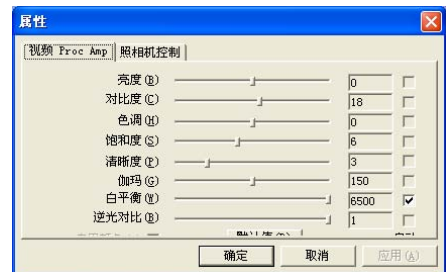 属性
视频 Proc Amp 照相机控制
亮度(B) 0
对比度(C) 18
色调(H) 0
饱和度(S) 6
清晰度(P) 3
伽玛(G) 150
白平衡(W) 6500
逆光对比(B) 1
确定 取消 应用(A)